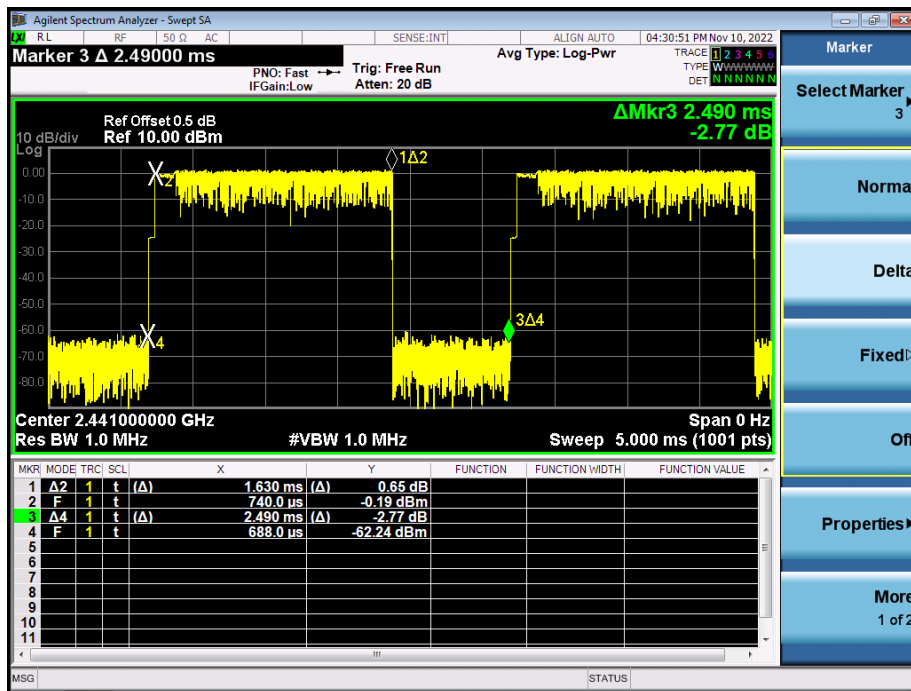 Agilent Spectrum Analyzer - Swept SA
LXI RL RF 50 Ω AC SENSE:INT ALIGN AUTO 04:30:51 PM Nov 10, 2022
Marker 3 Δ 2.49000 ms
PNO: Fast
IFGain:Low
Trig: Free Run
Atten: 20 dB
Avg Type: Log-Pwr
TRACE 1 2 3 4 5 6
TYPE WWWWWW
DET N N N N N N
Marker
Select Marker
3
Norma
Delta
Fixed
Off
Properties
More
1 of 2
ΔMkr3 2.490 ms
-2.77 dB
Ref Offset 0.5 dB
10 dB/div Ref 10.00 dBm
Log
0.00
-10.0
-20.0
-30.0
-40.0
-50.0
-60.0
-70.0
-80.0
2
1Δ2
4
3Δ4
Center 2.441000000 GHz Span 0 Hz
Res BW 1.0 MHz #VBW 1.0 MHz Sweep 5.000 ms (1001 pts)
MKR MODE TRC SCL X Y FUNCTION FUNCTION WIDTH FUNCTION VALUE
1 Δ2 1 t (Δ) 1.630 ms (Δ) 0.65 dB
2 F 1 t 740.0 µs -0.19 dBm
3 Δ4 1 t (Δ) 2.490 ms (Δ) -2.77 dB
4 F 1 t 688.0 µs -62.24 dBm
5
6
7
8
9
10
11
MSG STATUS